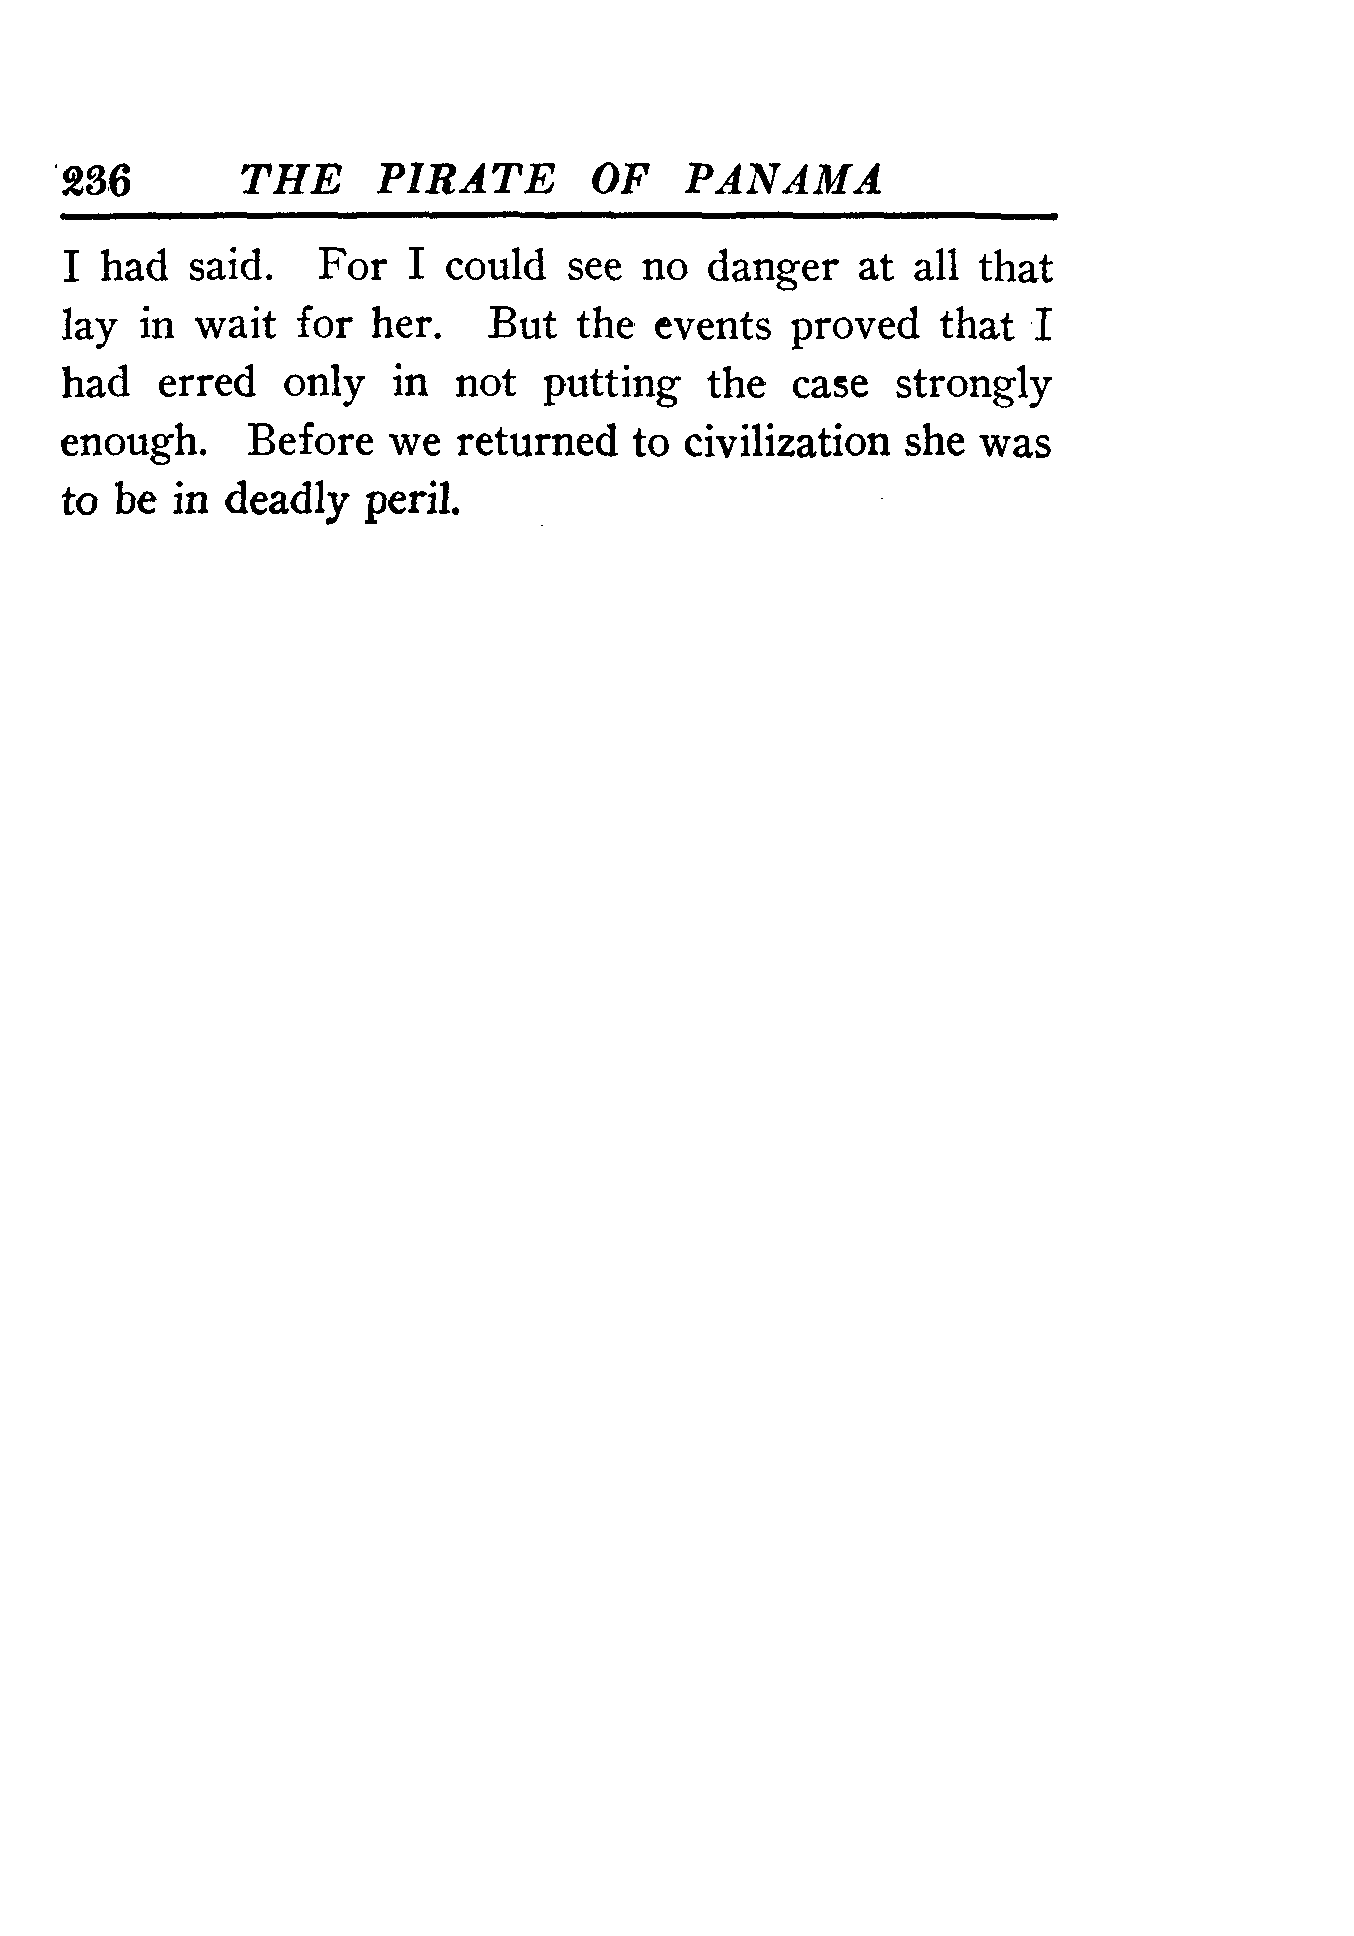 236 THE PIRATE OF PANAMA
I had said. For I could see no danger at all that
lay in wait for her. But the events proved that I
had erred only in not putting the case strongly
enough. Before we returned to civilization she was
to be in deadly peril.